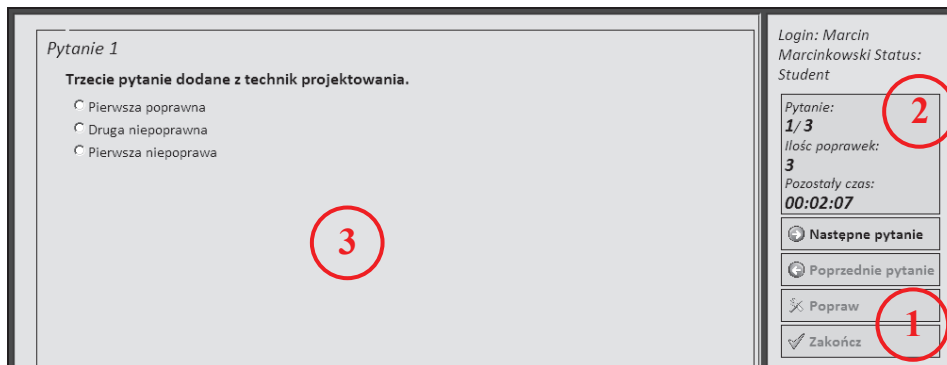 Pytanie 1
Trzecie pytanie dodane z technik projektowania.
Pierwsza poprawna
Druga niepoprawna
Pierwsza niepoprawa
3
Login: Marcin
Marcinkowski Status:
Student
Pytanie:
1/ 3
Ilośc poprawek:
3
Pozostały czas:
00:02:07
2
Następne pytanie
Poprzednie pytanie
Popraw
Zakończ
1